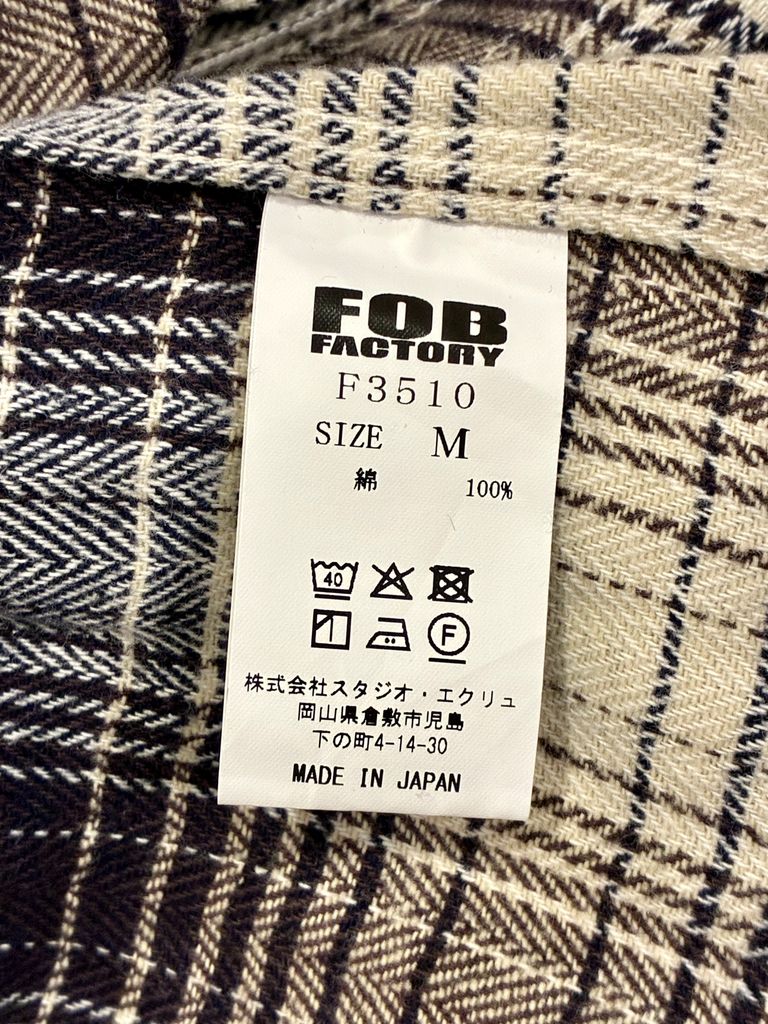 FOB
FACTORY
F3510
SIZE M
綿 100%
40
F
株式会社スタジオ・エクリュ
岡山県倉敷市児島
下の町4-14-30
MADE IN JAPAN